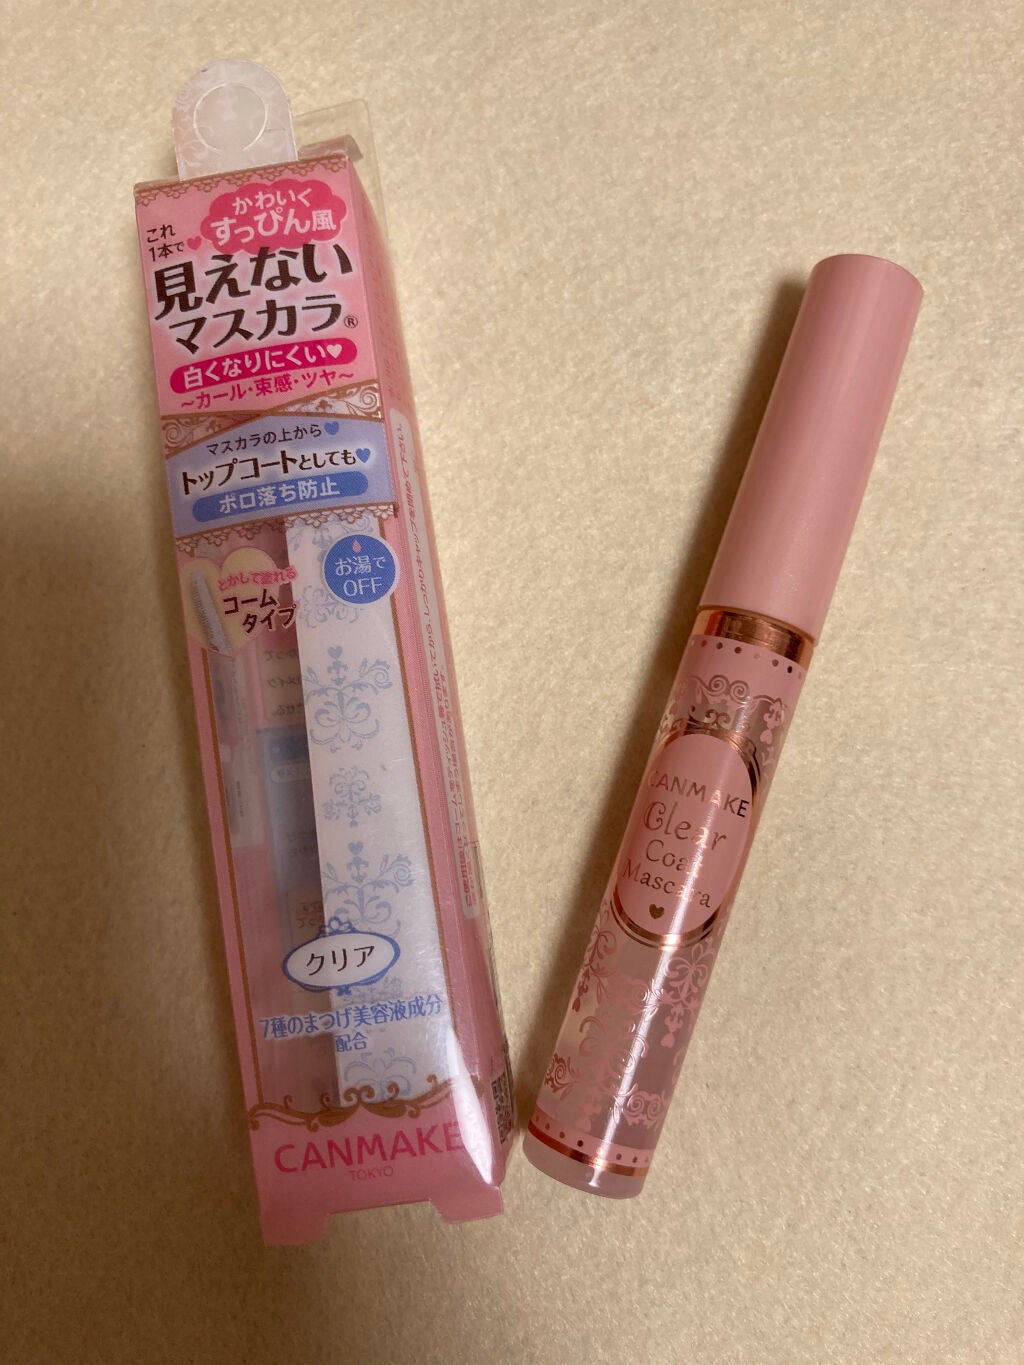 かわいく
すっぴん風
これ
1本で
見えない
マスカラ®
白くなりにくい♥
~カール・束感・ツヤ~
マスカラの上から
トップコートとしても
ポロ落ち防止
お湯で
OFF
とかして塗れる
コーム
タイプ
クリア
7種のまつげ美容液成分
配合
CANMAKE
TOKYO
CANMAKE
Clear
Coat
Mascara